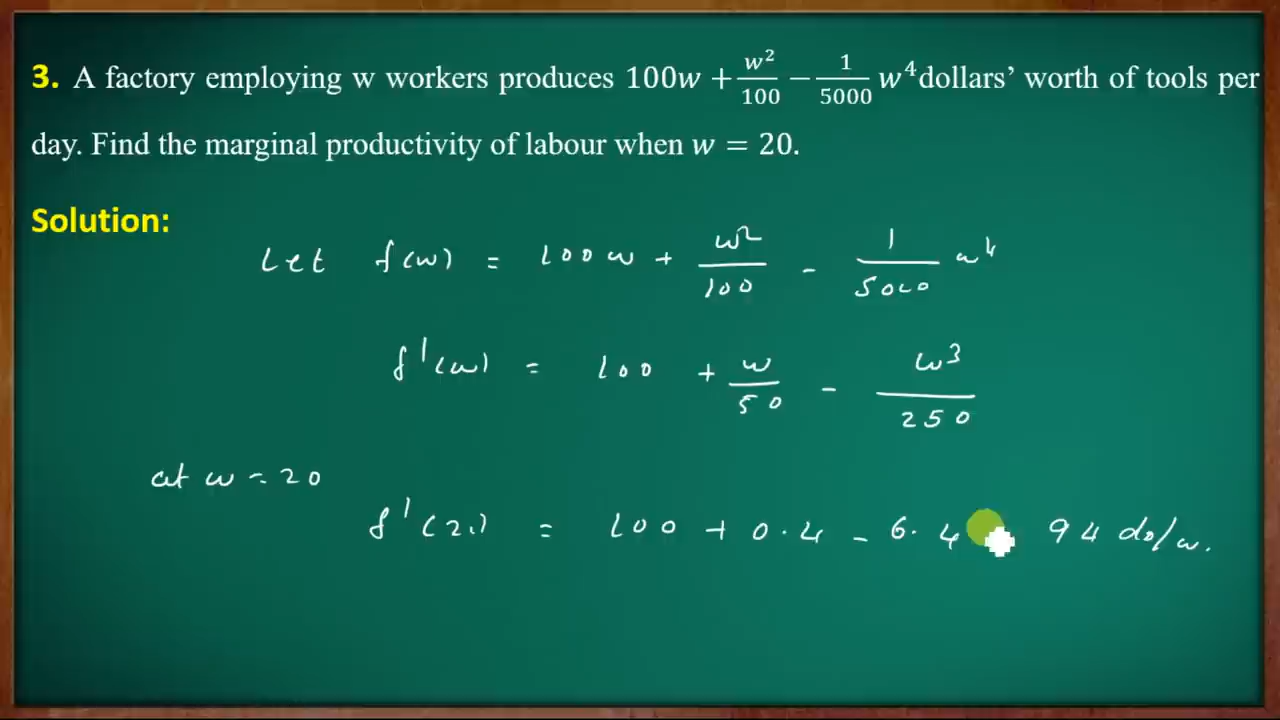 3. A factory employing w workers produces 100w + w²/100 − 1/5000 w⁴ dollars’ worth of tools per
day. Find the marginal productivity of labour when w = 20.
Solution:
Let f(w) = 100w + w²/100 - 1/5000 w⁴
f'(w) = 100 + w/50 - w³/250
at w = 20
f'(20) = 100 + 0.4 - 6.4 94 do/w.